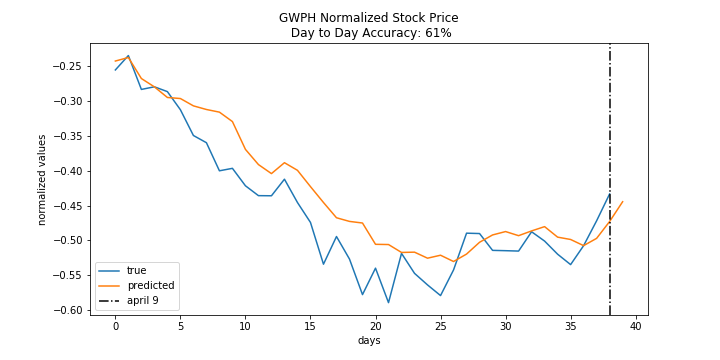 GWPH Normalized Stock Price
Day to Day Accuracy: 61%
normalized values
−0.25
−0.30
−0.35
−0.40
−0.45
−0.50
−0.55
−0.60
true
predicted
april 9
0 5 10 15 20 25 30 35 40
days